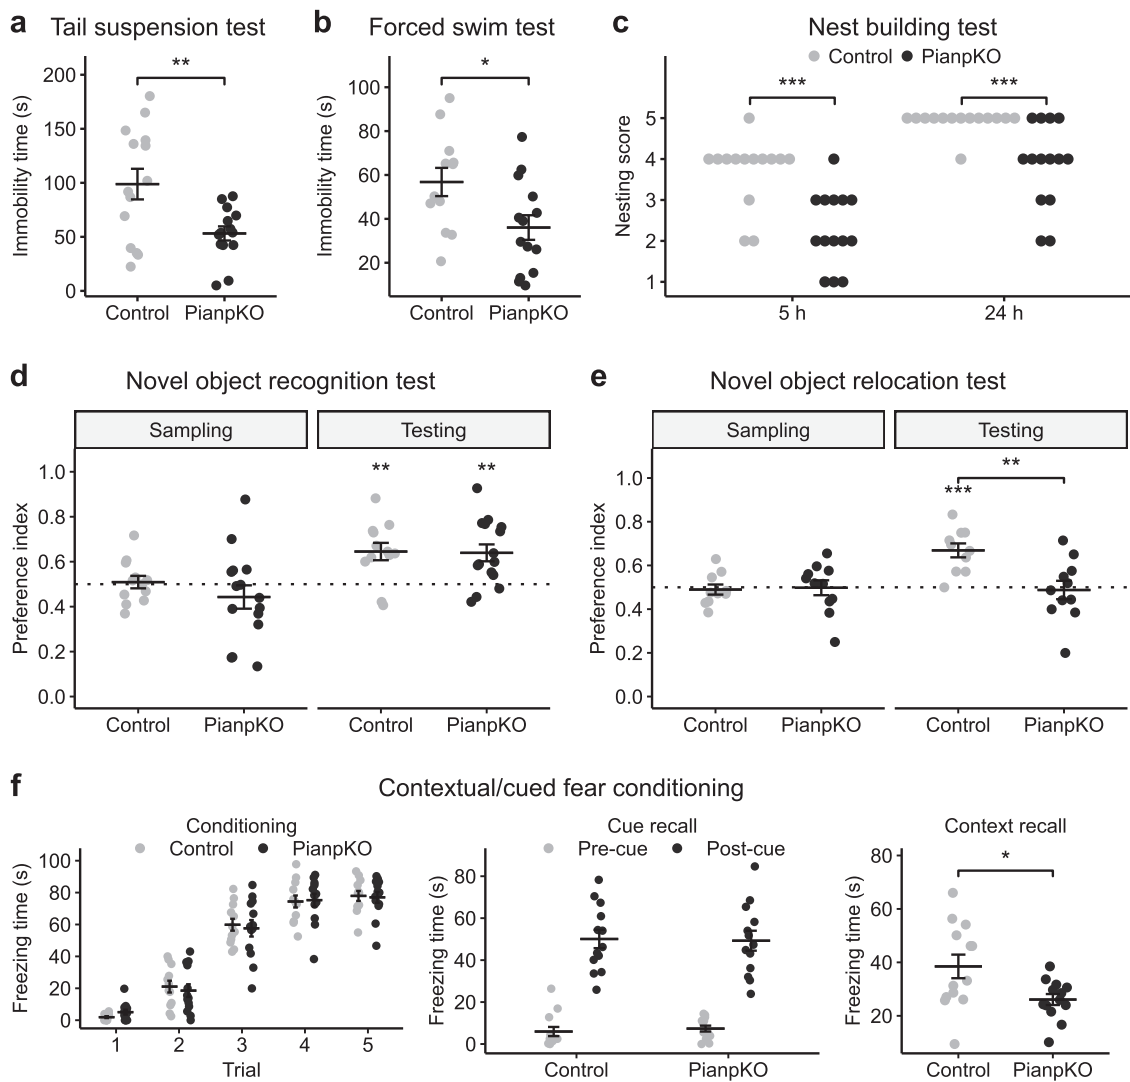 a Tail suspension test
**
Immobility time (s)
200
150
100
50
0
Control PianpKO
b Forced swim test
*
Immobility time (s)
100
80
60
40
20
Control PianpKO
c Nest building test
Control PianpKO
*** ***
Nesting score
5
4
3
2
1
5 h 24 h
d Novel object recognition test
Sampling Testing
** **
Preference index
1.0
0.8
0.6
0.4
0.2
0.0
Control PianpKO Control PianpKO
e Novel object relocation test
Sampling Testing
**
***
Preference index
1.0
0.8
0.6
0.4
0.2
0.0
Control PianpKO Control PianpKO
f Contextual/cued fear conditioning
Conditioning
Control PianpKO
Freezing time (s)
100
80
60
40
20
0
1 2 3 4 5
Trial
Cue recall
Pre-cue Post-cue
Freezing time (s)
80
60
40
20
0
Control PianpKO
Context recall
*
Freezing time (s)
80
60
40
20
Control PianpKO